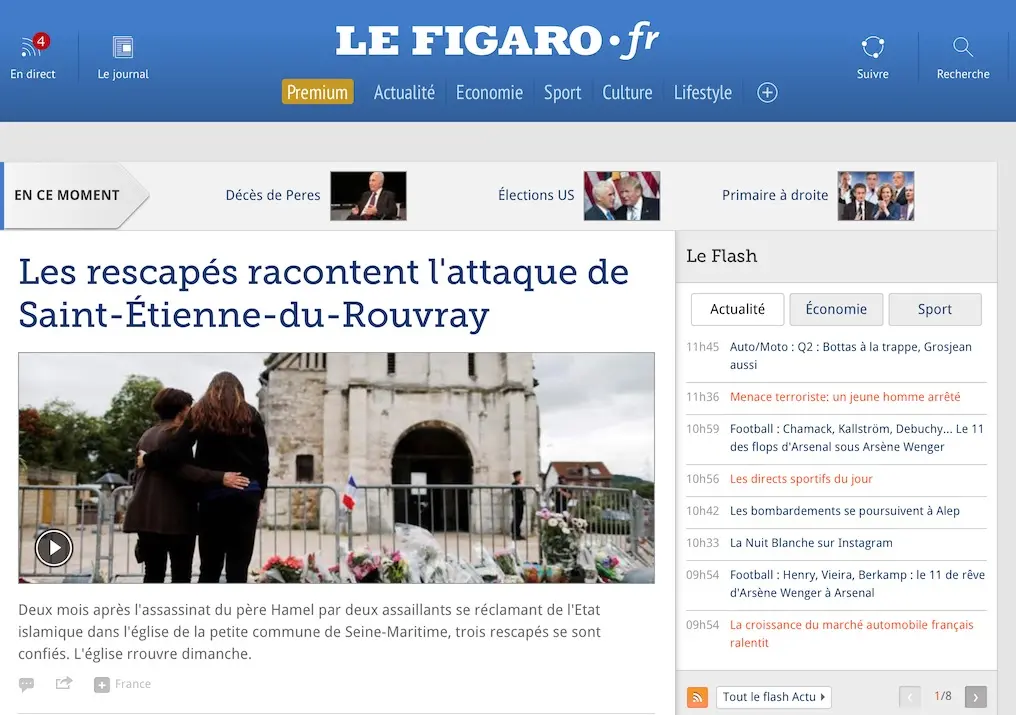 4
En direct
Le journal
LE FIGARO·fr
Suivre
Recherche
Premium Actualité Economie Sport Culture Lifestyle
EN CE MOMENT
Décès de Peres
Élections US
Primaire à droite
Les rescapés racontent l'attaque de
Saint-Étienne-du-Rouvray
Deux mois après l'assassinat du père Hamel par deux assaillants se réclamant de l'Etat
islamique dans l'église de la petite commune de Seine-Maritime, trois rescapés se sont
confiés. L'église rrouvre dimanche.
France
Le Flash
Actualité Économie Sport
11h45 Auto/Moto : Q2 : Bottas à la trappe, Grosjean
aussi
11h36 Menace terroriste: un jeune homme arrêté
10h59 Football : Chamack, Kallström, Debuchy... Le 11
des flops d'Arsenal sous Arsène Wenger
10h56 Les directs sportifs du jour
10h42 Les bombardements se poursuivent à Alep
10h33 La Nuit Blanche sur Instagram
09h54 Football : Henry, Vieira, Berkamp : le 11 de rêve
d'Arsène Wenger à Arsenal
09h54 La croissance du marché automobile français
ralentit
Tout le flash Actu
1/8